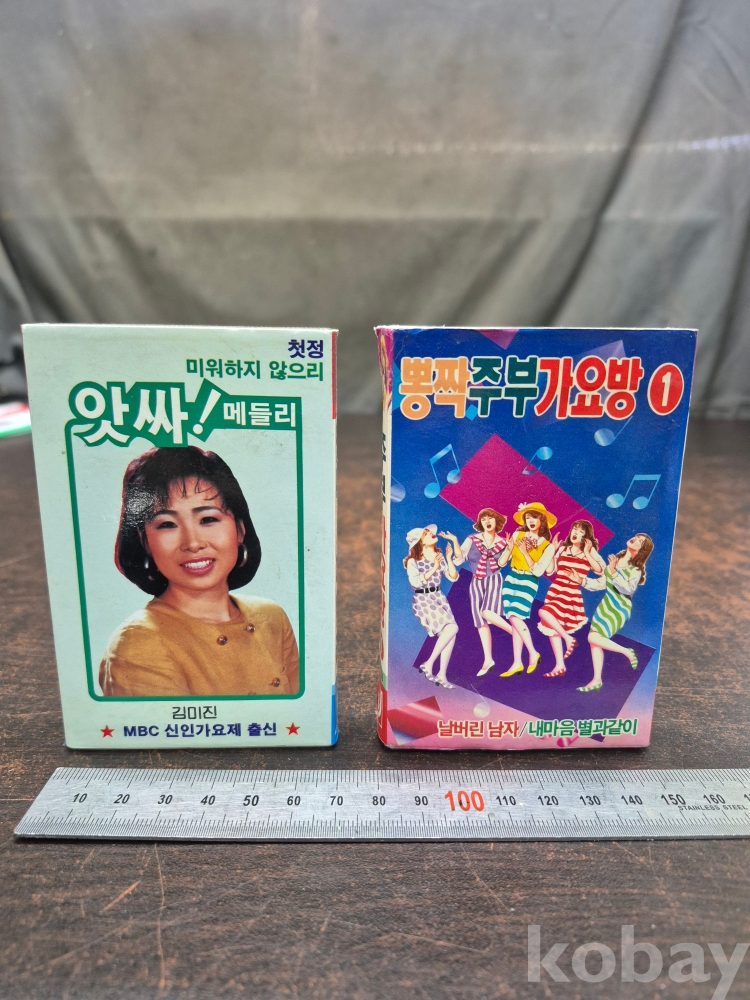 첫정
미워하지 않으리
앗싸! 메들리
김미진
★ MBC 신인가요제 출신 ★
뽕짝주부가요방 1
날버린 남자/내마음 별과같이
10 20 30 40 50 60 70 80 90 100 110 120 130 140 150 160
STAINLESS STEEL
kobay